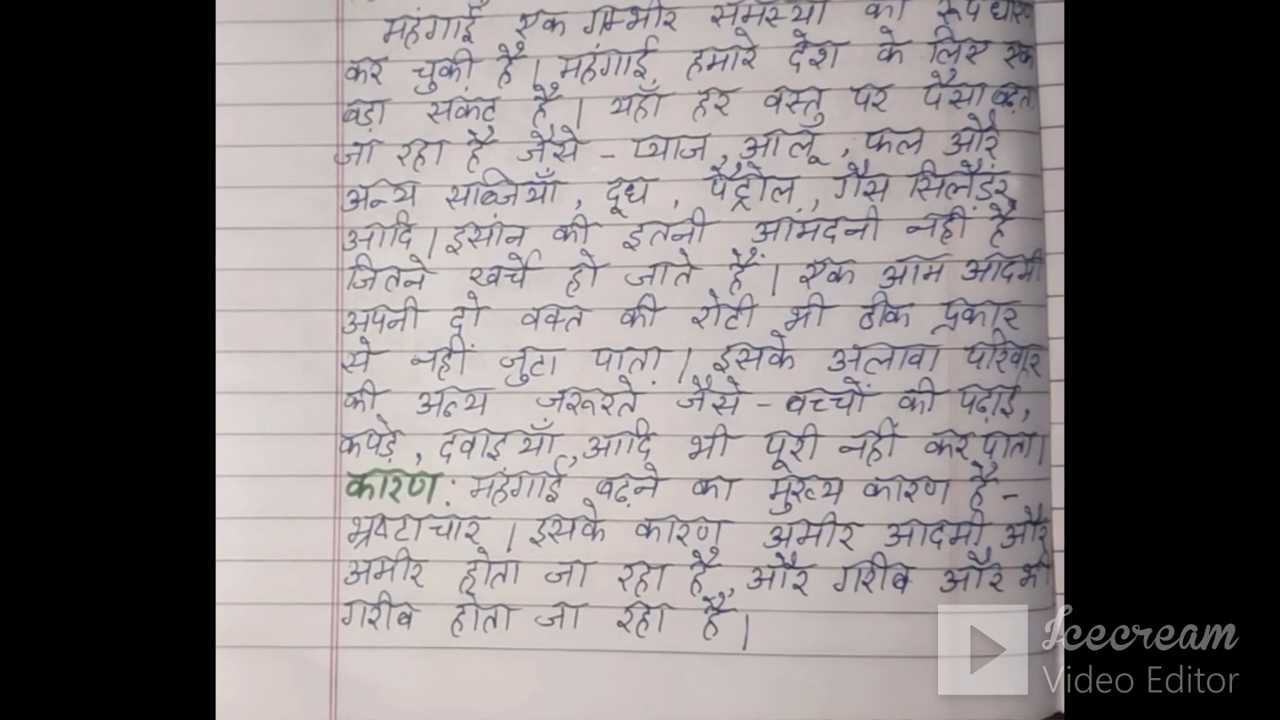 महंगाई एक गम्भीर समस्या का रूप धारण
कर चुकी है। महंगाई हमारे देश के लिए एक
बड़ा संकट है। यहाँ हर वस्तु पर पैसा बढ़ता
जा रहा है जैसे - प्याज, आलू, फल और
अन्य सब्जियाँ, दूध, पैट्रोल, गैस सिलैंडर
आदि। इंसान की इतनी आमदनी नहीं है
जितने खर्चे हो जाते हैं। एक आम आदमी
अपनी दो वक्त की रोटी भी ठीक प्रकार
से नहीं जुटा पाता। इसके अलावा परिवार
की अन्य ज़रूरते जैसे - बच्चों की पढ़ाई,
कपड़े, दवाइयाँ, आदि भी पूरी नहीं कर पाता।
कारण: महंगाई बढ़ने का मुख्य कारण है -
भ्रष्टाचार। इसके कारण अमीर आदमी और
अमीर होता जा रहा है, और गरीब और भी
गरीब होता जा रहा है।
Icecream
Video Editor